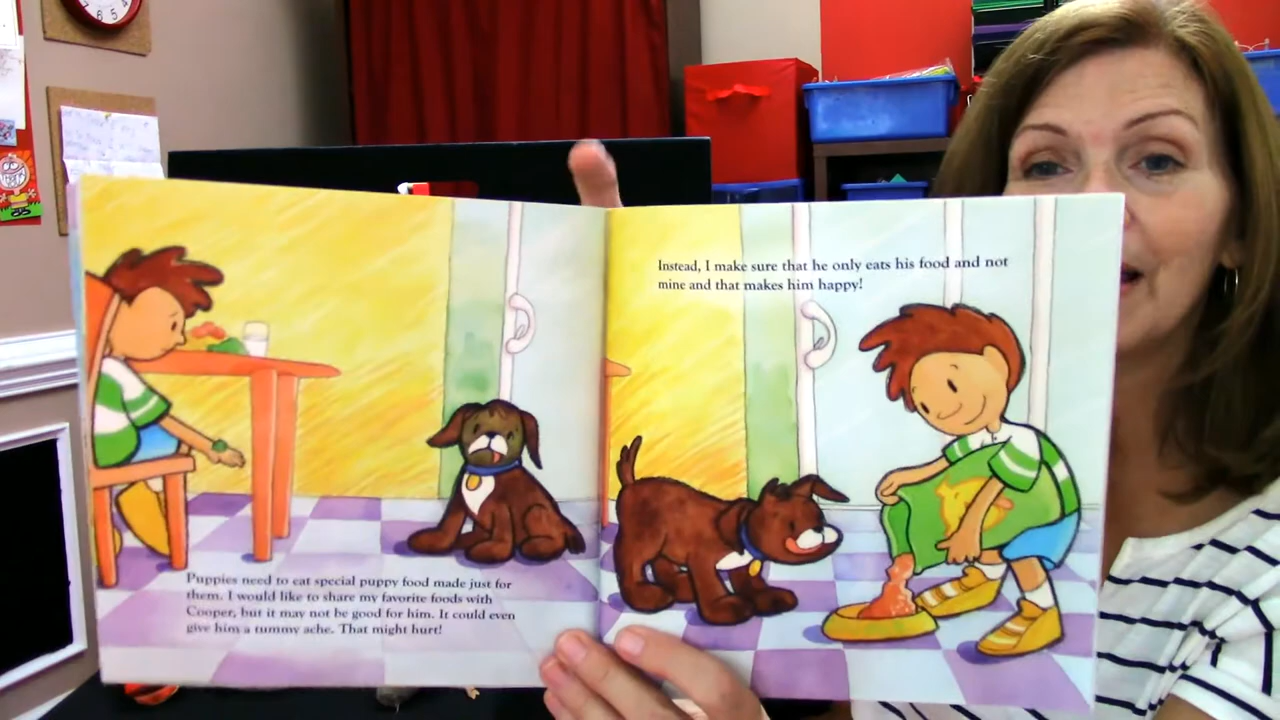 Puppies need to eat special puppy food made just for
them. I would like to share my favorite foods with
Cooper, but it may not be good for him. It could even
give him a tummy ache. That might hurt!
Instead, I make sure that he only eats his food and not
mine and that makes him happy!